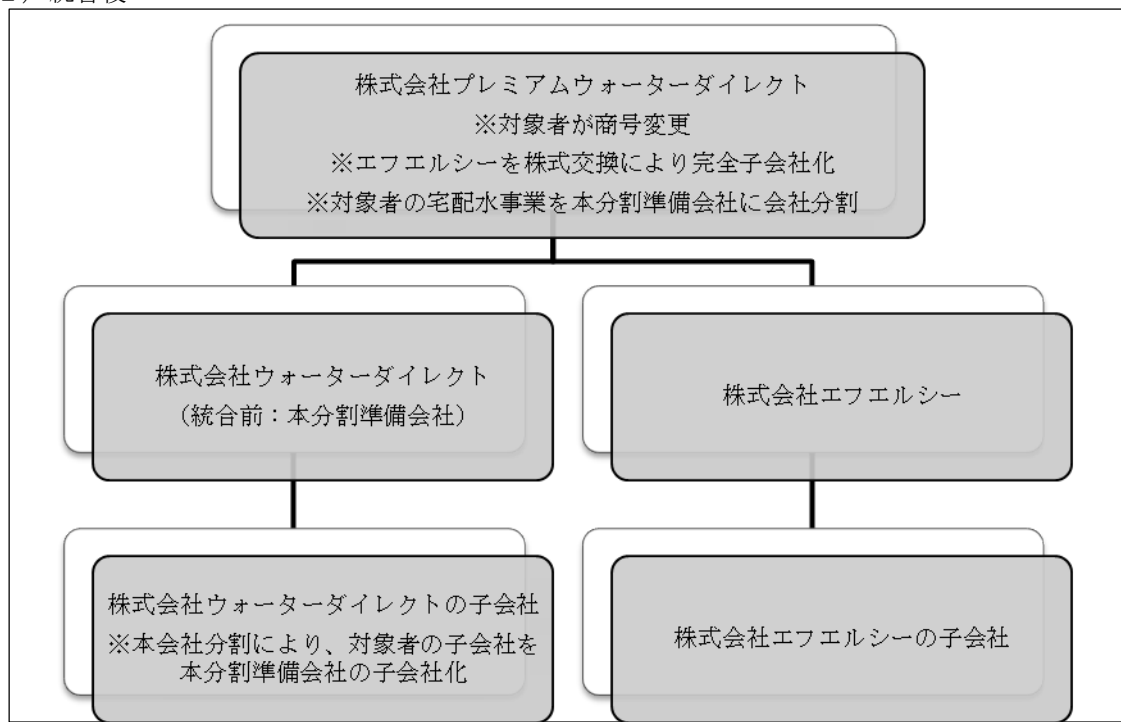 株式会社プレミアムウォーターダイレクト
※対象者が商号変更
※エフエルシーを株式交換により完全子会社化
※対象者の宅配水事業を本分割準備会社に会社分割
株式会社ウォーターダイレクト
（統合前：本分割準備会社）
株式会社エフエルシー
株式会社ウォーターダイレクトの子会社
※本会社分割により、対象者の子会社を
本分割準備会社の子会社化
株式会社エフエルシーの子会社